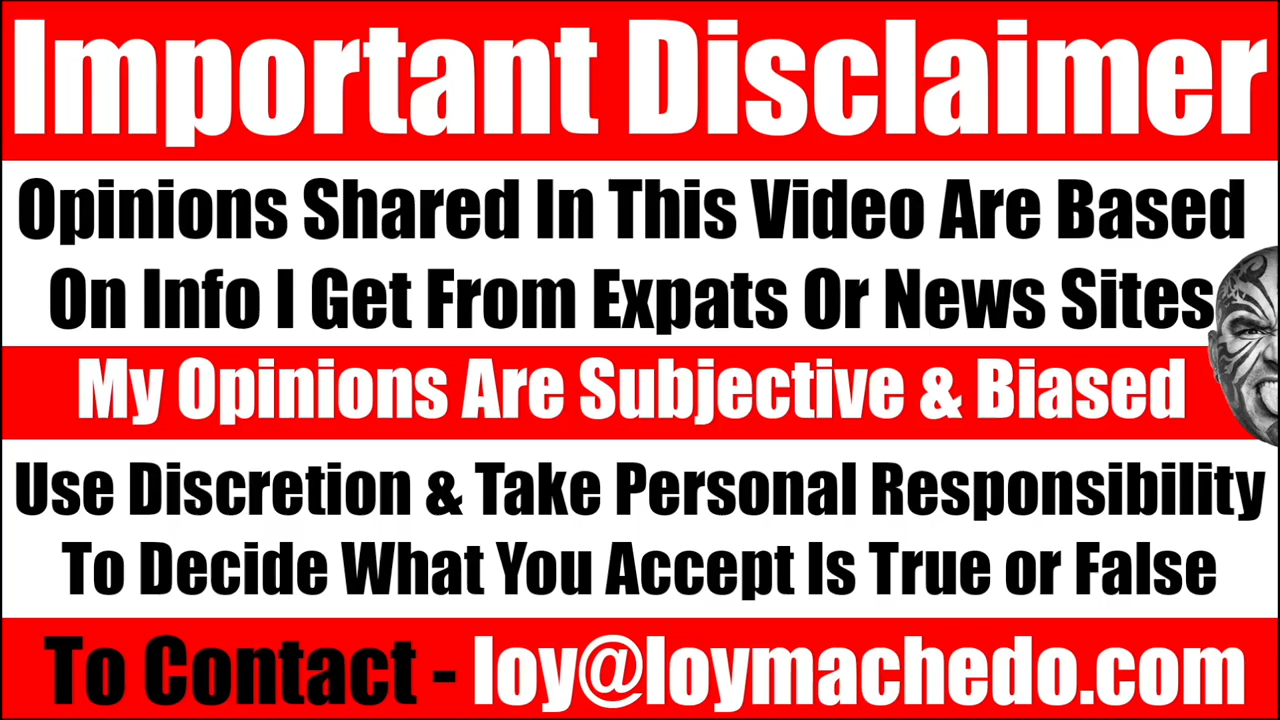 Important Disclaimer
Opinions Shared In This Video Are Based
On Info I Get From Expats Or News Sites
My Opinions Are Subjective & Biased
Use Discretion & Take Personal Responsibility
To Decide What You Accept Is True or False
To Contact - loy@loymachedo.com